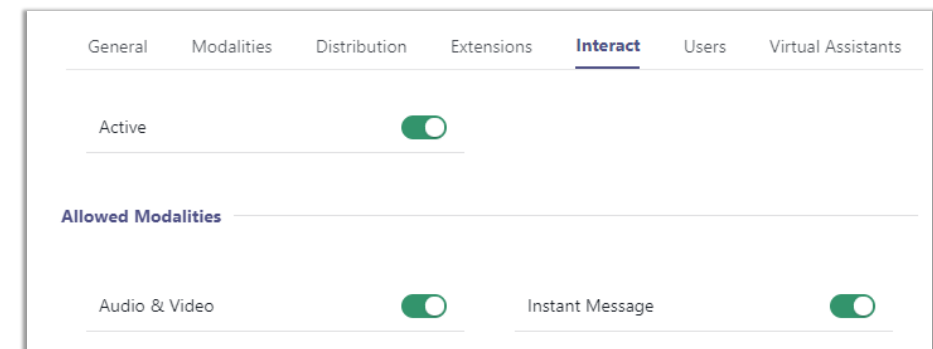 General Modalities Distribution Extensions Interact Users Virtual Assistants
Active
Allowed Modalities
Audio & Video Instant Message